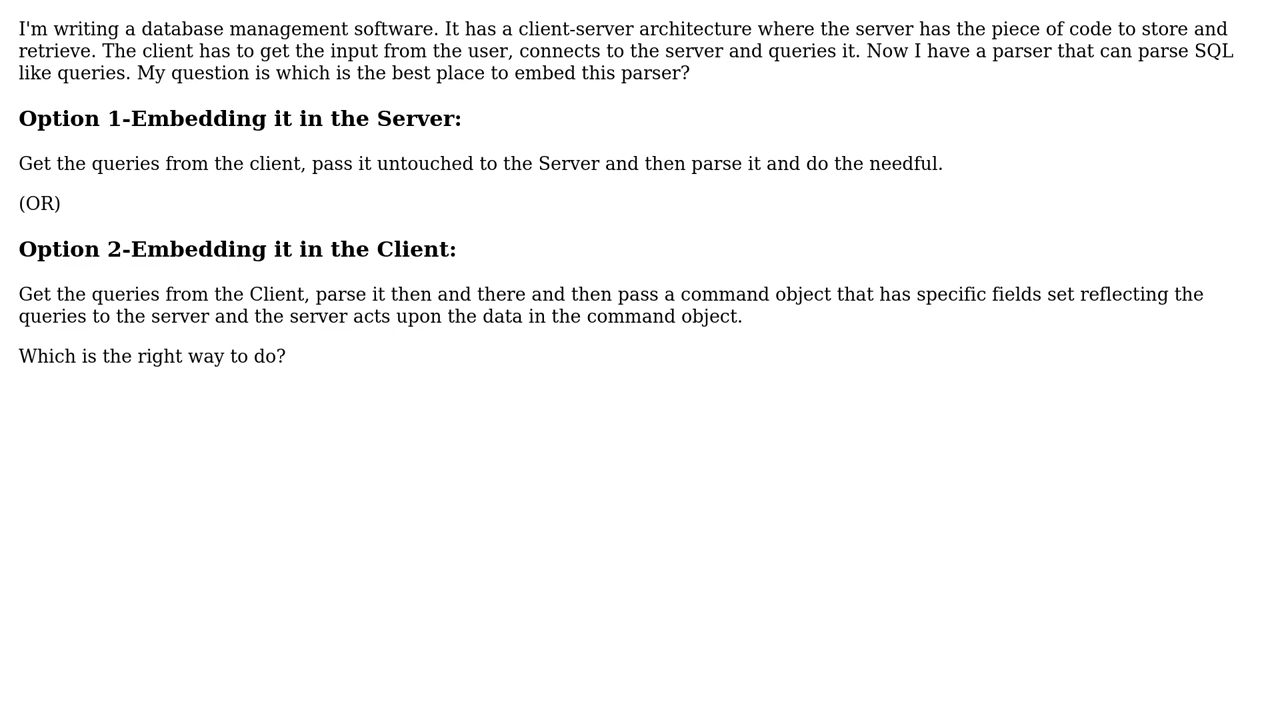 I'm writing a database management software. It has a client-server architecture where the server has the piece of code to store and
retrieve. The client has to get the input from the user, connects to the server and queries it. Now I have a parser that can parse SQL
like queries. My question is which is the best place to embed this parser?
Option 1-Embedding it in the Server:
Get the queries from the client, pass it untouched to the Server and then parse it and do the needful.
(OR)
Option 2-Embedding it in the Client:
Get the queries from the Client, parse it then and there and then pass a command object that has specific fields set reflecting the
queries to the server and the server acts upon the data in the command object.
Which is the right way to do?